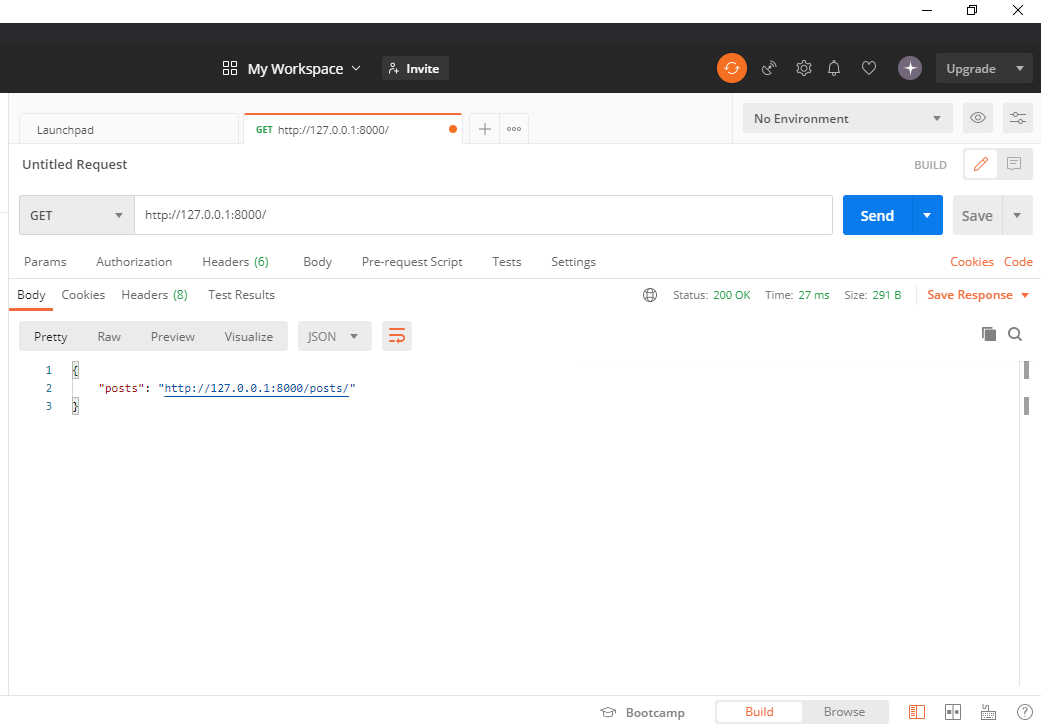 My Workspace
Invite
Upgrade
Launchpad
GET http://127.0.0.1:8000/
No Environment
Untitled Request
BUILD
GET
http://127.0.0.1:8000/
Send
Save
Params Authorization Headers (6) Body Pre-request Script Tests Settings
Cookies Code
Body Cookies Headers (8) Test Results
Status: 200 OK Time: 27 ms Size: 291 B
Save Response
Pretty Raw Preview Visualize
JSON
1 {
2 "posts": "http://127.0.0.1:8000/posts/"
3 }
Bootcamp
Build Browse